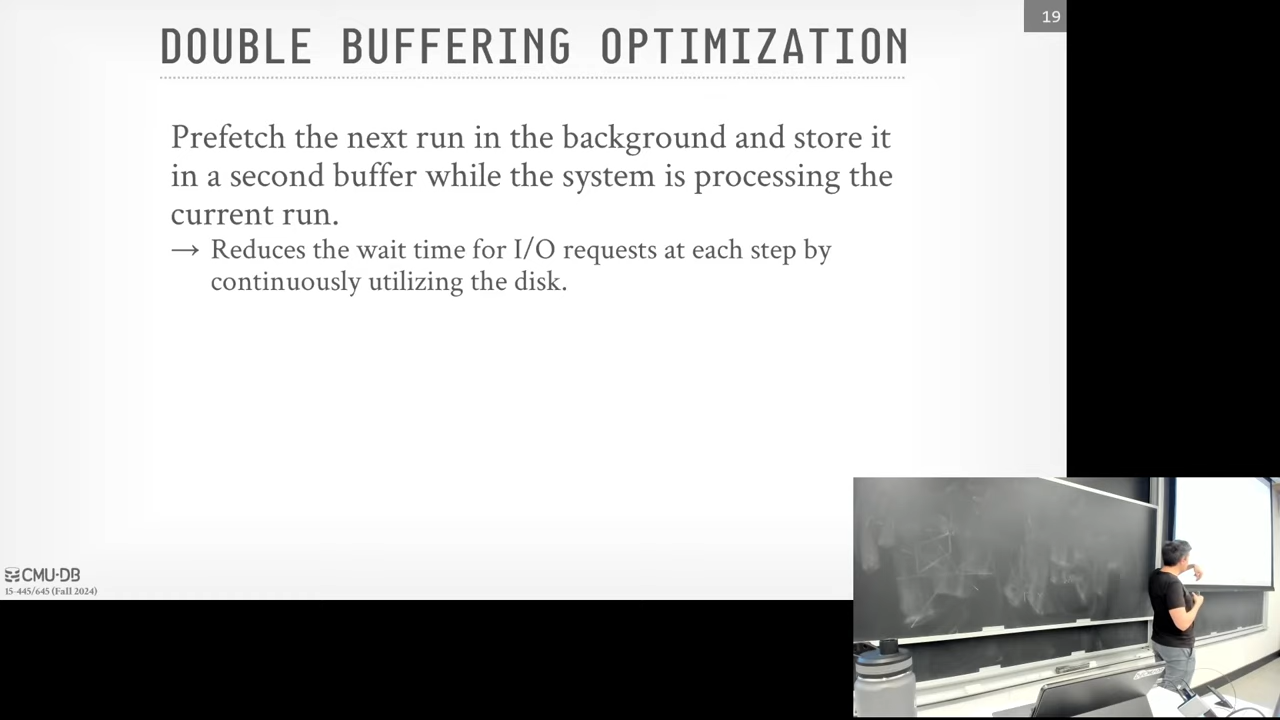 19
DOUBLE BUFFERING OPTIMIZATION
Prefetch the next run in the background and store it
in a second buffer while the system is processing the
current run.
→ Reduces the wait time for I/O requests at each step by
continuously utilizing the disk.
CMU·DB
15-445/645 (Fall 2024)